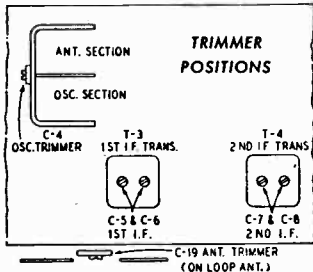 TRIMMER
POSITIONS
ANT. SECTION
OSC. SECTION
C-4
OSC. TRIMMER
T-3
1ST I.F. TRANS.
T-4
2ND I.F. TRANS
C-5 & C-6
1ST I.F.
C-7 & C-8
2ND I.F.
C-19 ANT. TRIMMER
(ON LOOP ANT.)